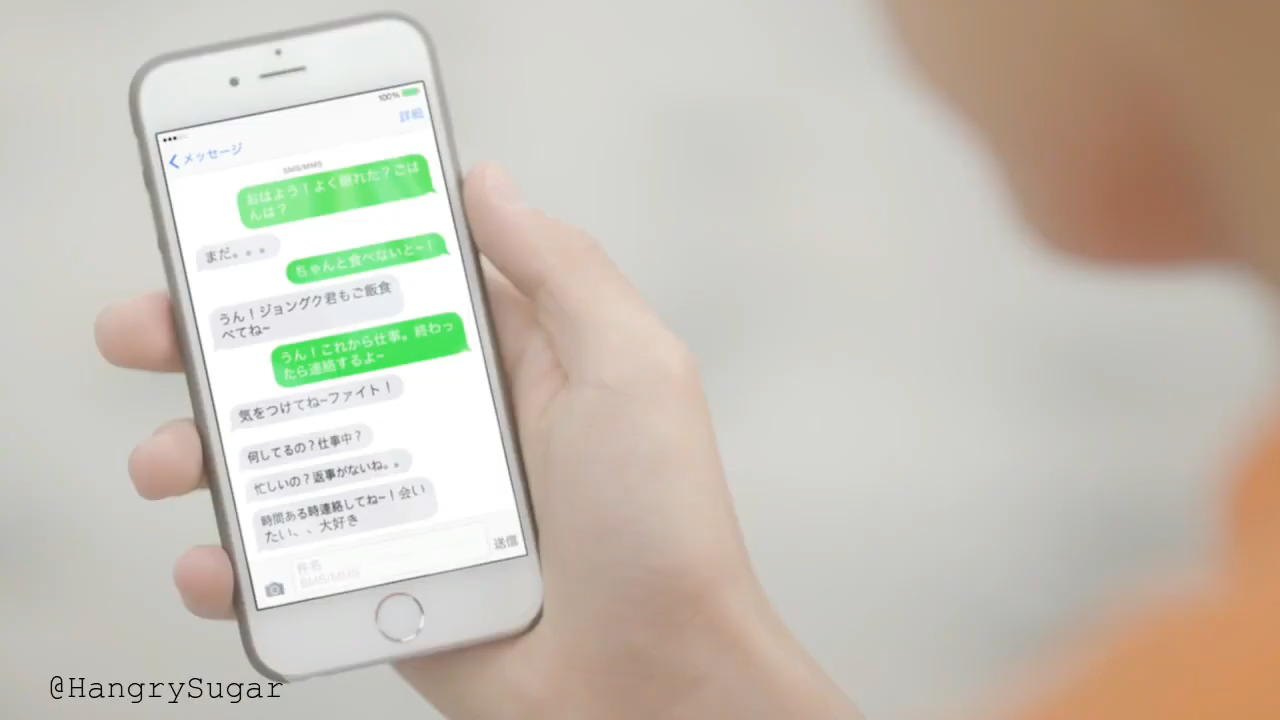 100%
メッセージ
詳細
SMS/MMS
おはよう！よく眠れた？ごは
んは？
まだ。。。
ちゃんと食べないと~！
うん！ジョングク君もご飯食
べてね~
うん！これから仕事。終わっ
たら連絡するよ~
気をつけてね~ファイト！
何してるの？仕事中？
忙しいの？返事がないね。。
時間ある時連絡してね~！会い
たい、、大好き
件名
SMS/MMS
送信
@HangrySugar